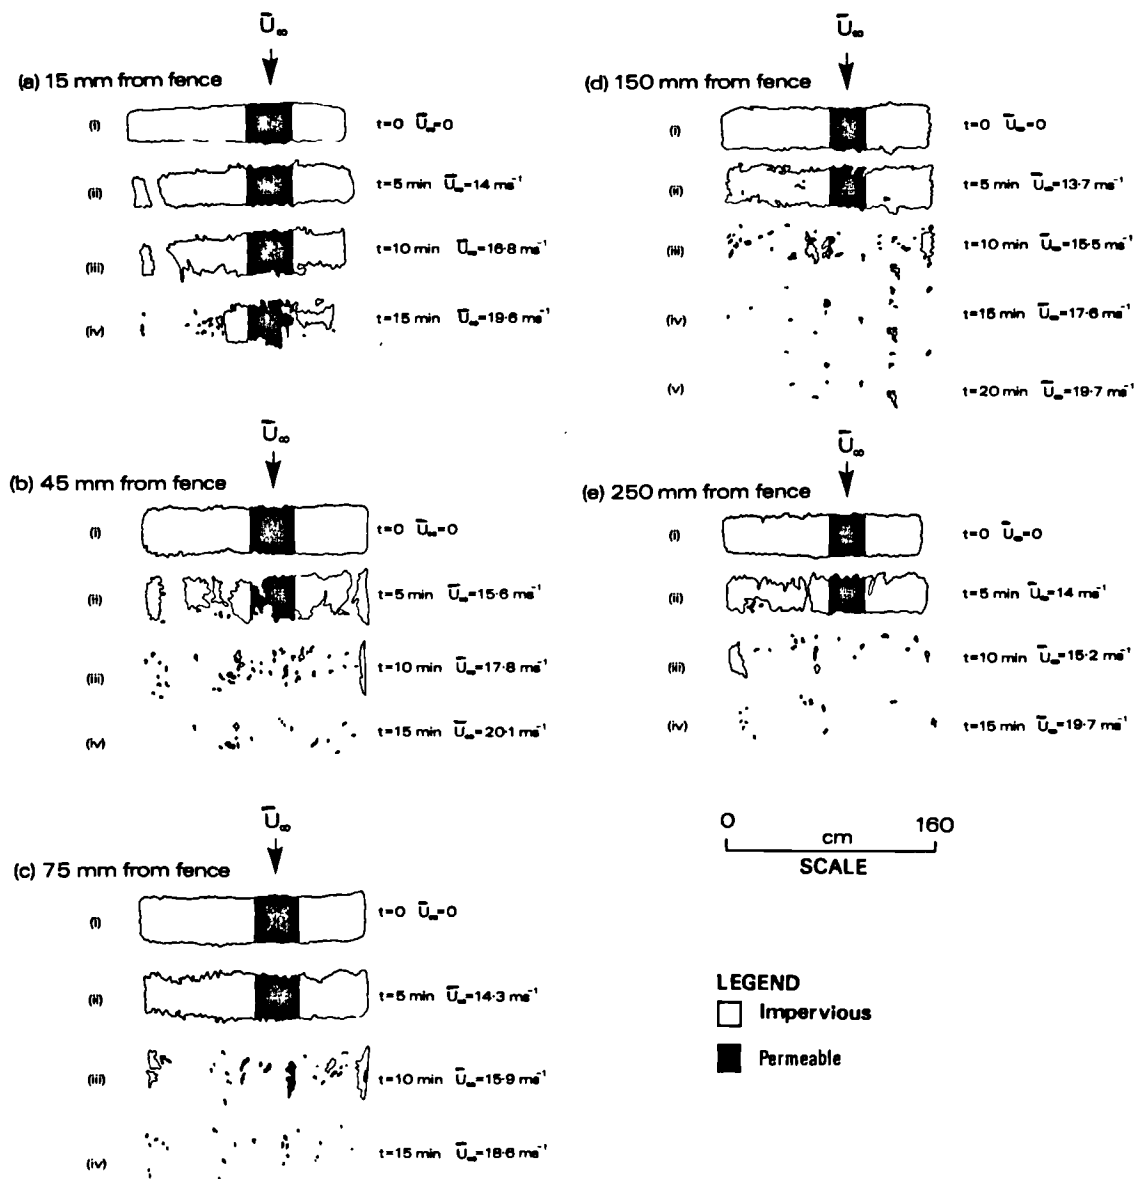 Ū∞
(a) 15 mm from fence
(i) t=0 Ū∞=0
(ii) t=5 min Ū∞=14 ms⁻¹
(iii) t=10 min Ū∞=16·8 ms⁻¹
(iv) t=15 min Ū∞=19·6 ms⁻¹
Ū∞
(b) 45 mm from fence
(i) t=0 Ū∞=0
(ii) t=5 min Ū∞=15·6 ms⁻¹
(iii) t=10 min Ū∞=17·8 ms⁻¹
(iv) t=15 min Ū∞=20·1 ms⁻¹
Ū∞
(c) 75 mm from fence
(i) t=0 Ū∞=0
(ii) t=5 min Ū∞=14·3 ms⁻¹
(iii) t=10 min Ū∞=15·9 ms⁻¹
(iv) t=15 min Ū∞=18·6 ms⁻¹
Ū∞
(d) 150 mm from fence
(i) t=0 Ū∞=0
(ii) t=5 min Ū∞=13·7 ms⁻¹
(iii) t=10 min Ū∞=15·5 ms⁻¹
(iv) t=15 min Ū∞=17·6 ms⁻¹
(v) t=20 min Ū∞=19·7 ms⁻¹
Ū∞
(e) 250 mm from fence
(i) t=0 Ū∞=0
(ii) t=5 min Ū∞=14 ms⁻¹
(iii) t=10 min Ū∞=15·2 ms⁻¹
(iv) t=15 min Ū∞=19·7 ms⁻¹
0 cm 160
SCALE
LEGEND
Impervious
Permeable